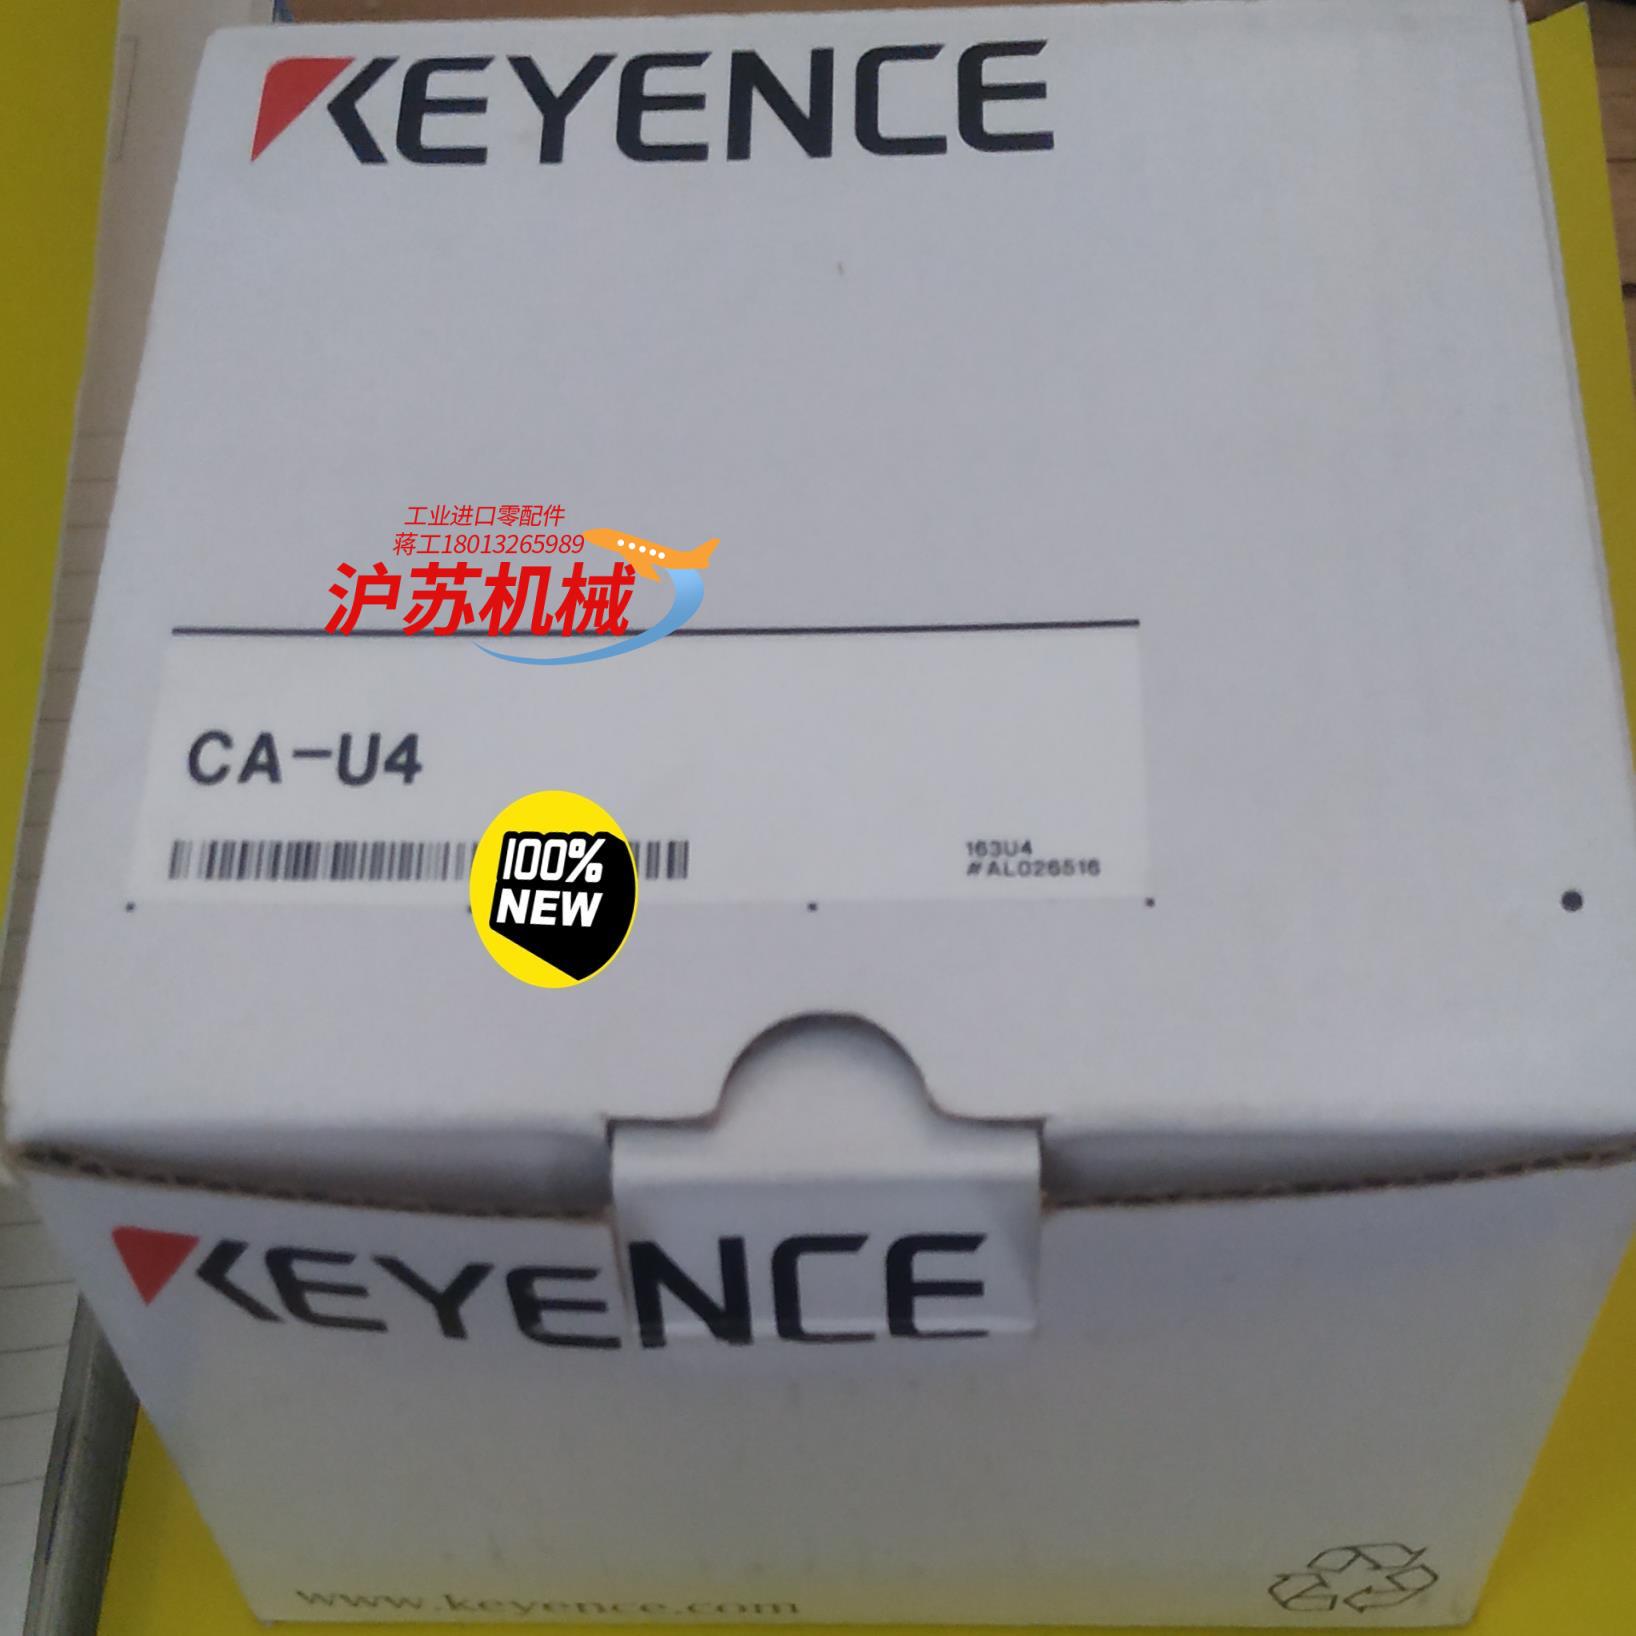 KEYENCE
工业进口零配件
蒋工18013265989
沪苏机械
CA-U4
100%
NEW
163U4
#AL026516
KEYENCE
www.keyence.com